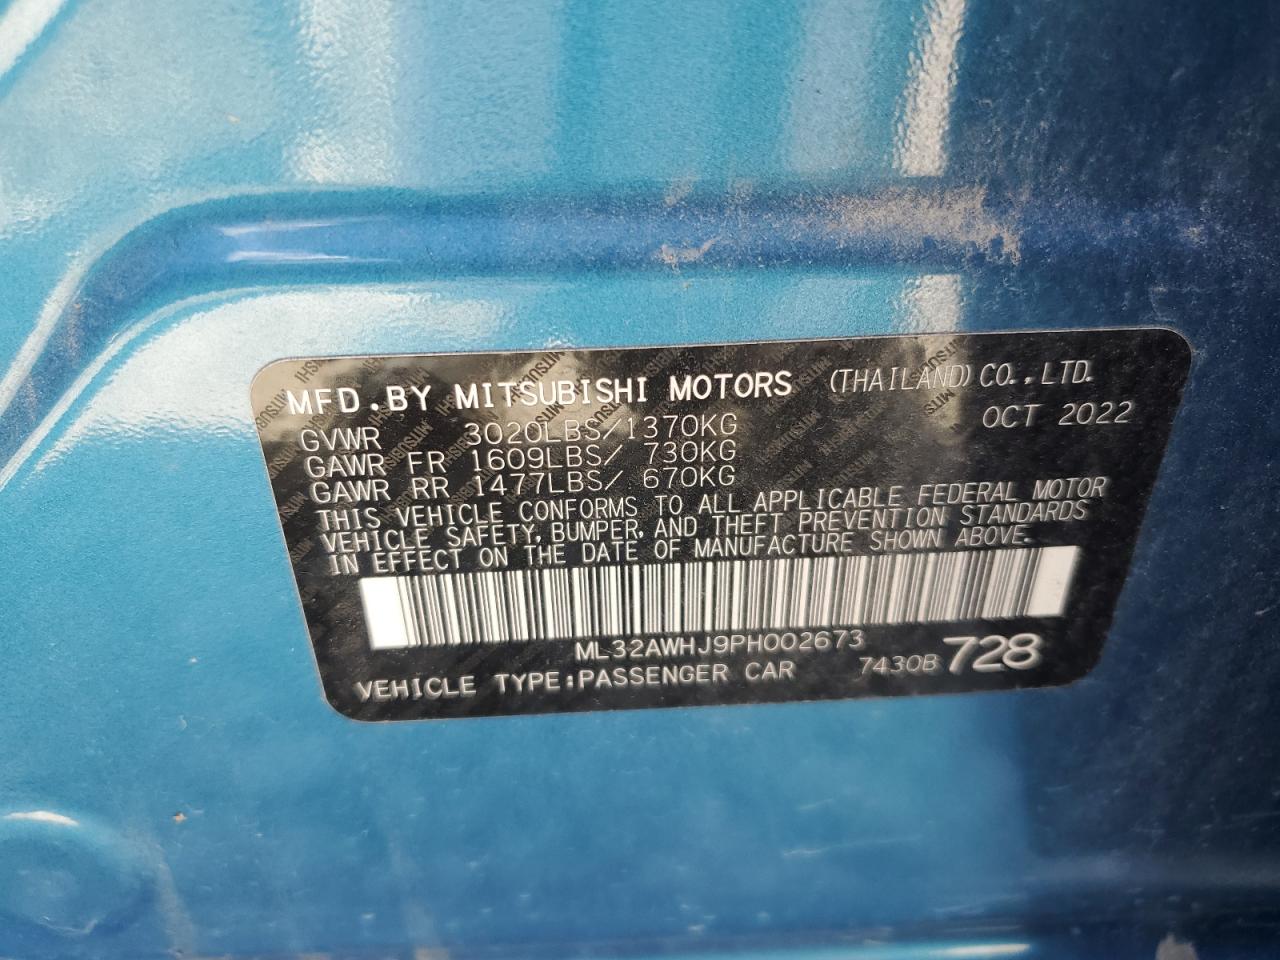 MFD.BY MITSUBISHI MOTORS (THAILAND) CO.,LTD.
OCT 2022
GVWR 3020LBS/1370KG
GAWR FR 1609LBS/ 730KG
GAWR RR 1477LBS/ 670KG
THIS VEHICLE CONFORMS TO ALL APPLICABLE FEDERAL MOTOR
VEHICLE SAFETY, BUMPER, AND THEFT PREVENTION STANDARDS
IN EFFECT ON THE DATE OF MANUFACTURE SHOWN ABOVE.
ML32AWHJ9PH002673
VEHICLE TYPE:PASSENGER CAR 7430B 728